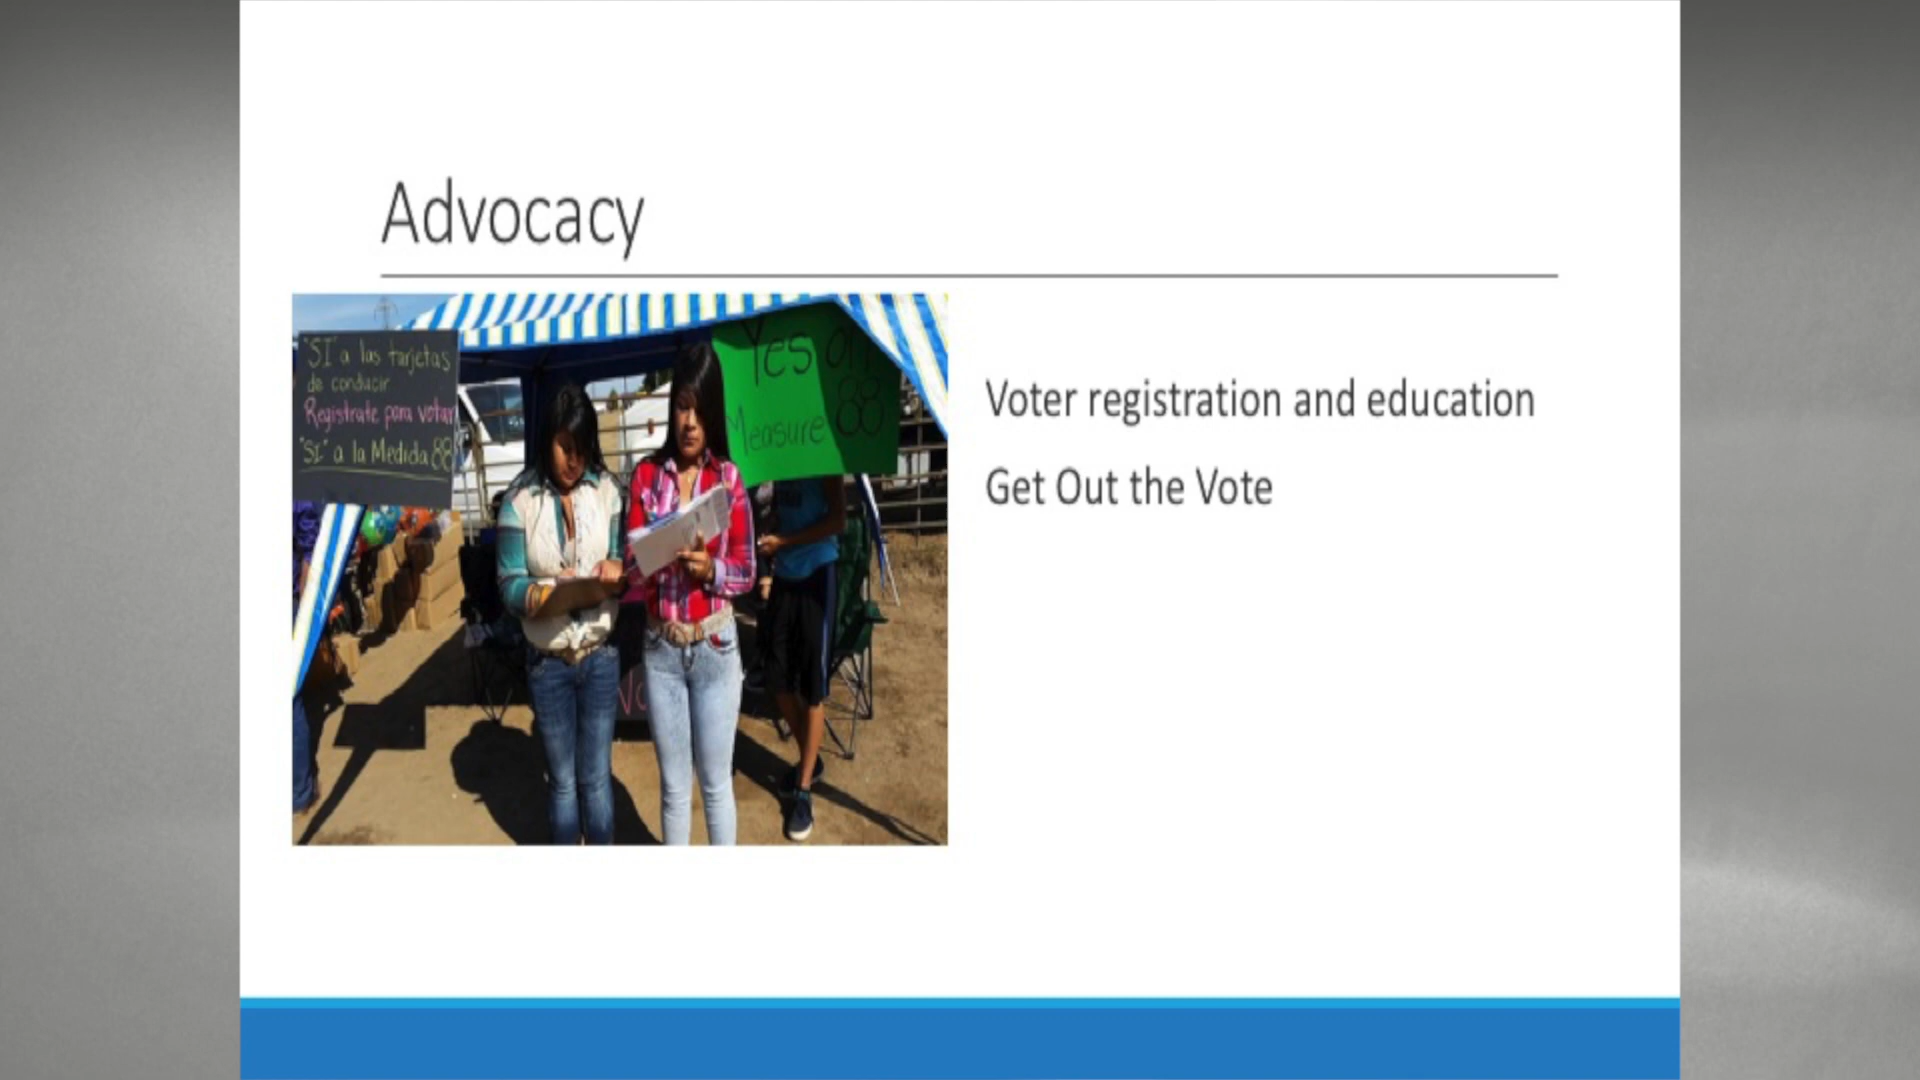 Advocacy
"SI" a las tarjetas
de conducir
Registrate para votar
"SI" a la Medida 88
Yes on
88
Measure
Voter registration and education
Get Out the Vote